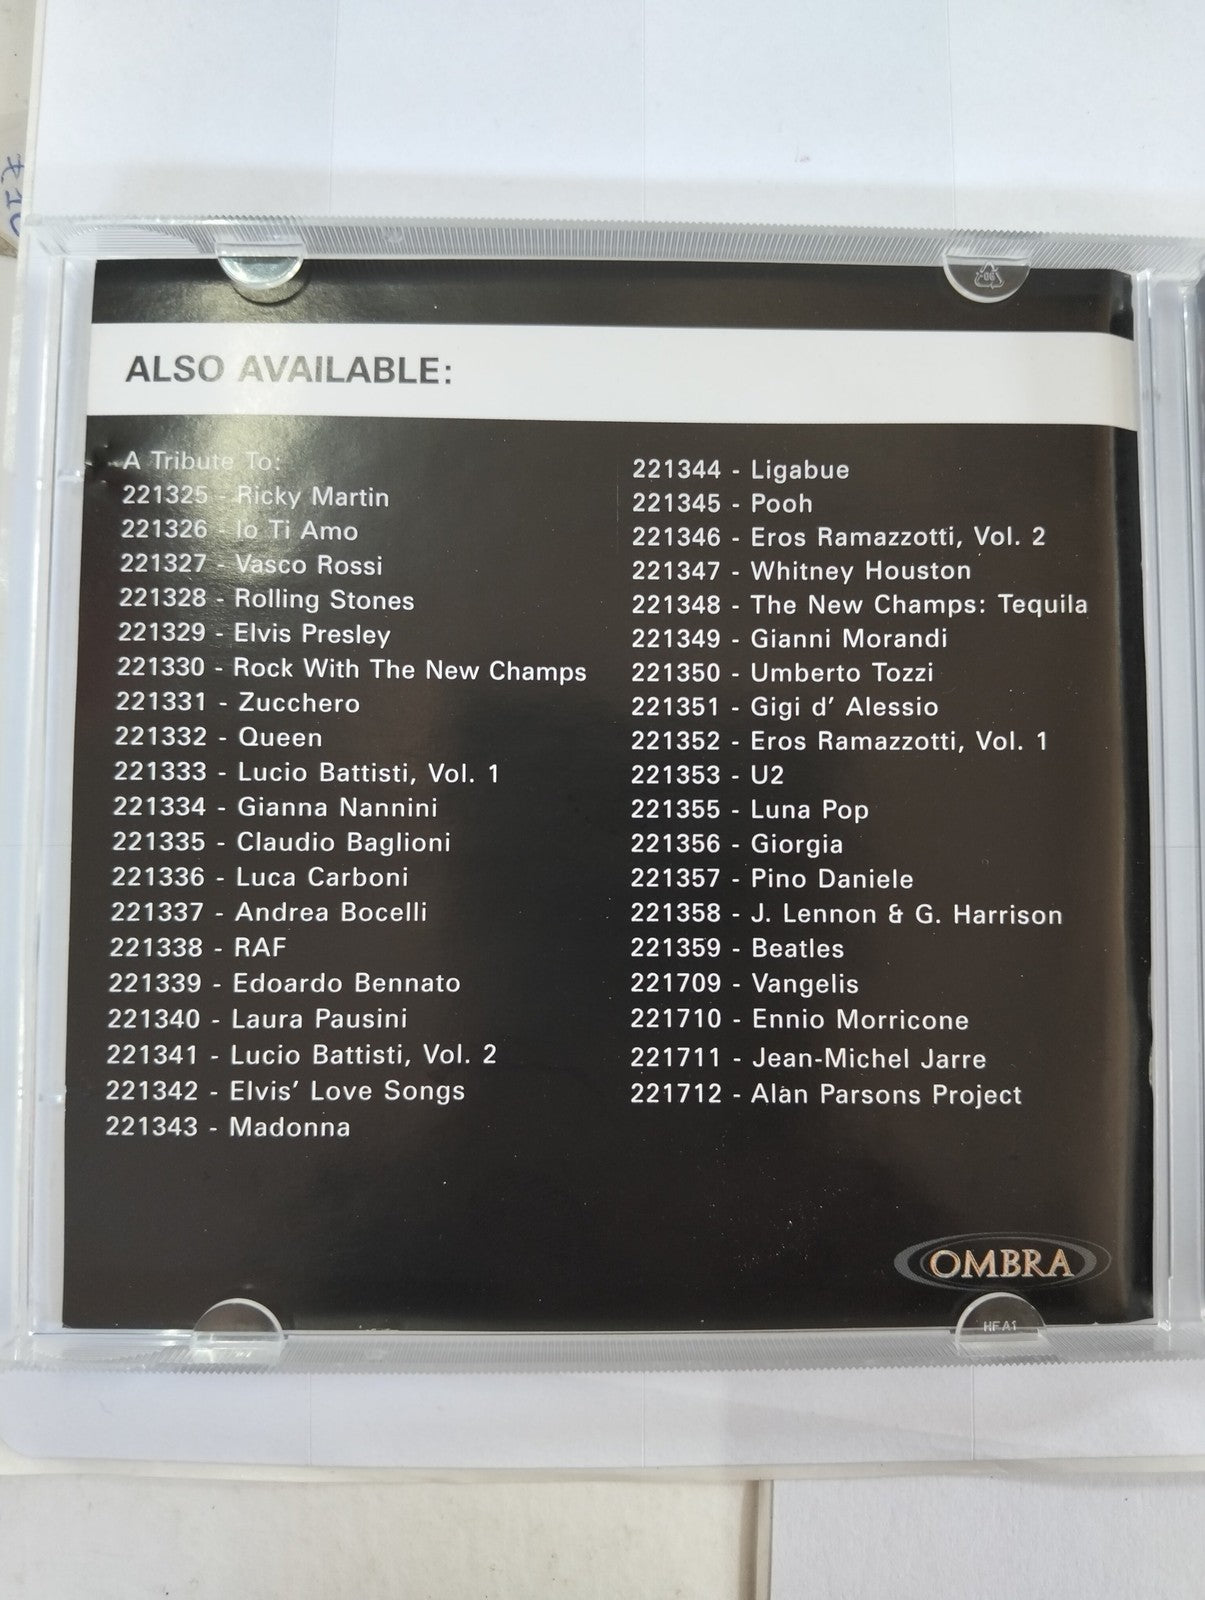 ALSO AVAILABLE:
A Tribute To:
221325 - Ricky Martin
221326 - Io Ti Amo
221327 - Vasco Rossi
221328 - Rolling Stones
221329 - Elvis Presley
221330 - Rock With The New Champs
221331 - Zucchero
221332 - Queen
221333 - Lucio Battisti, Vol. 1
221334 - Gianna Nannini
221335 - Claudio Baglioni
221336 - Luca Carboni
221337 - Andrea Bocelli
221338 - RAF
221339 - Edoardo Bennato
221340 - Laura Pausini
221341 - Lucio Battisti, Vol. 2
221342 - Elvis' Love Songs
221343 - Madonna
221344 - Ligabue
221345 - Pooh
221346 - Eros Ramazzotti, Vol. 2
221347 - Whitney Houston
221348 - The New Champs: Tequila
221349 - Gianni Morandi
221350 - Umberto Tozzi
221351 - Gigi d' Alessio
221352 - Eros Ramazzotti, Vol. 1
221353 - U2
221355 - Luna Pop
221356 - Giorgia
221357 - Pino Daniele
221358 - J. Lennon & G. Harrison
221359 - Beatles
221709 - Vangelis
221710 - Ennio Morricone
221711 - Jean-Michel Jarre
221712 - Alan Parsons Project
OMBRA
HF A1